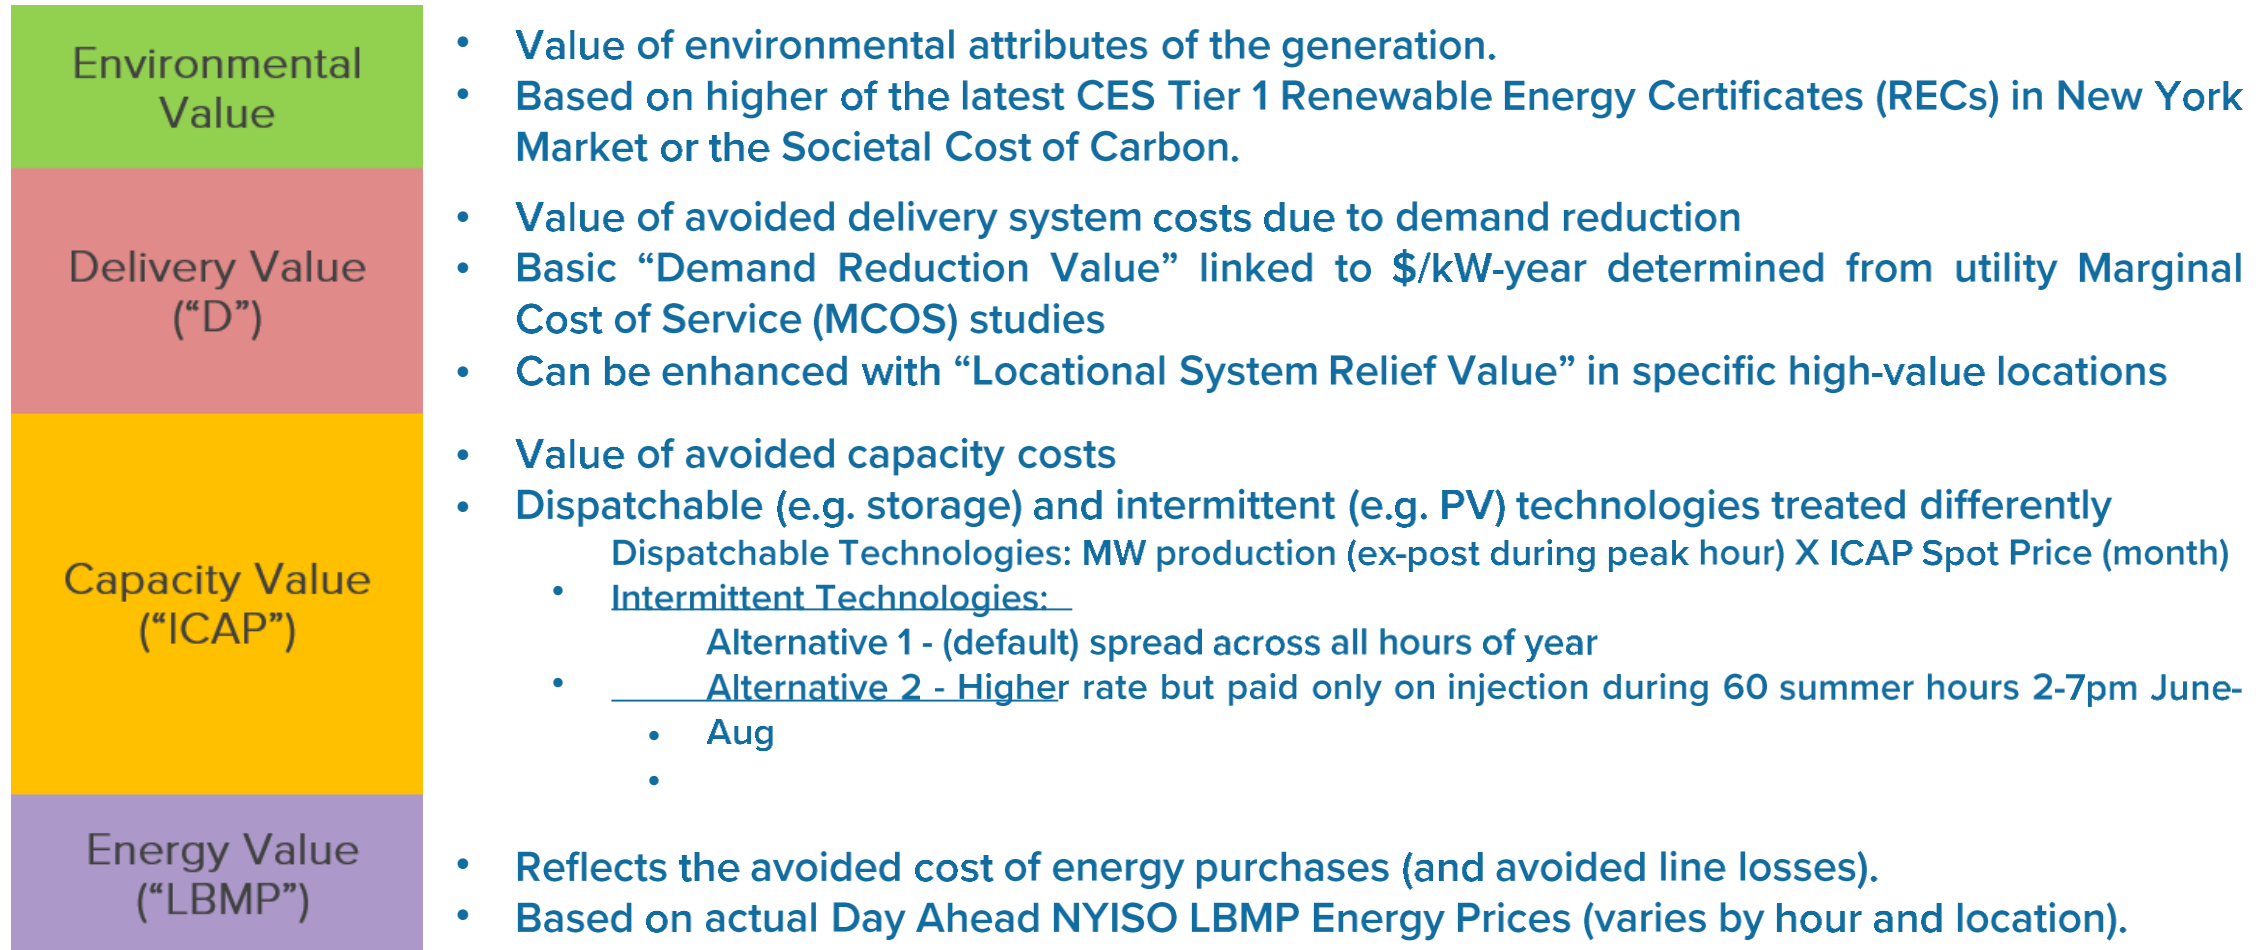 Environmental
Value
• Value of environmental attributes of the generation.
• Based on higher of the latest CES Tier 1 Renewable Energy Certificates (RECs) in New York
Market or the Societal Cost of Carbon.
Delivery Value
(“D”)
• Value of avoided delivery system costs due to demand reduction
• Basic “Demand Reduction Value” linked to $/kW-year determined from utility Marginal
Cost of Service (MCOS) studies
• Can be enhanced with “Locational System Relief Value” in specific high-value locations
Capacity Value
(“ICAP”)
• Value of avoided capacity costs
• Dispatchable (e.g. storage) and intermittent (e.g. PV) technologies treated differently
Dispatchable Technologies: MW production (ex-post during peak hour) X ICAP Spot Price (month)
• Intermittent Technologies:
Alternative 1 - (default) spread across all hours of year
• Alternative 2 - Higher rate but paid only on injection during 60 summer hours 2-7pm June-
• Aug
•
Energy Value
(“LBMP”)
• Reflects the avoided cost of energy purchases (and avoided line losses).
• Based on actual Day Ahead NYISO LBMP Energy Prices (varies by hour and location).